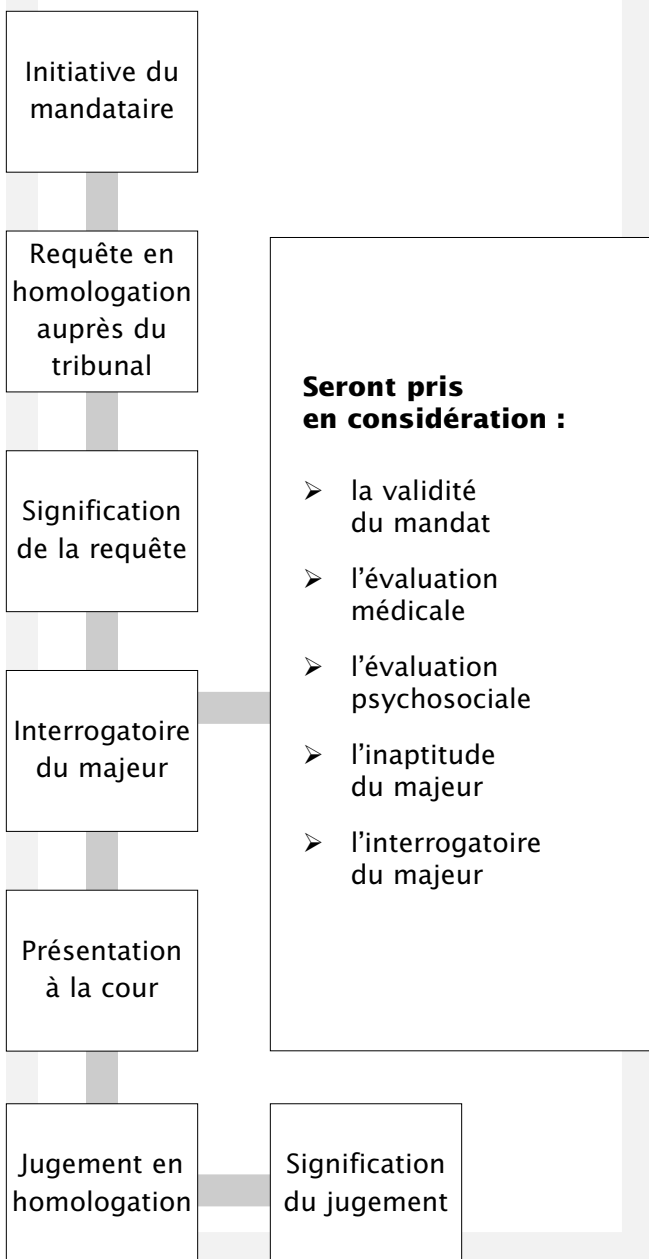 Initiative du
mandataire
Requête en
homologation
auprès du
tribunal
Signification
de la requête
Interrogatoire
du majeur
Seront pris
en considération :
➢ la validité
du mandat
➢ l’évaluation
médicale
➢ l’évaluation
psychosociale
➢ l’inaptitude
du majeur
➢ l’interrogatoire
du majeur
Présentation
à la cour
Jugement en
homologation
Signification
du jugement